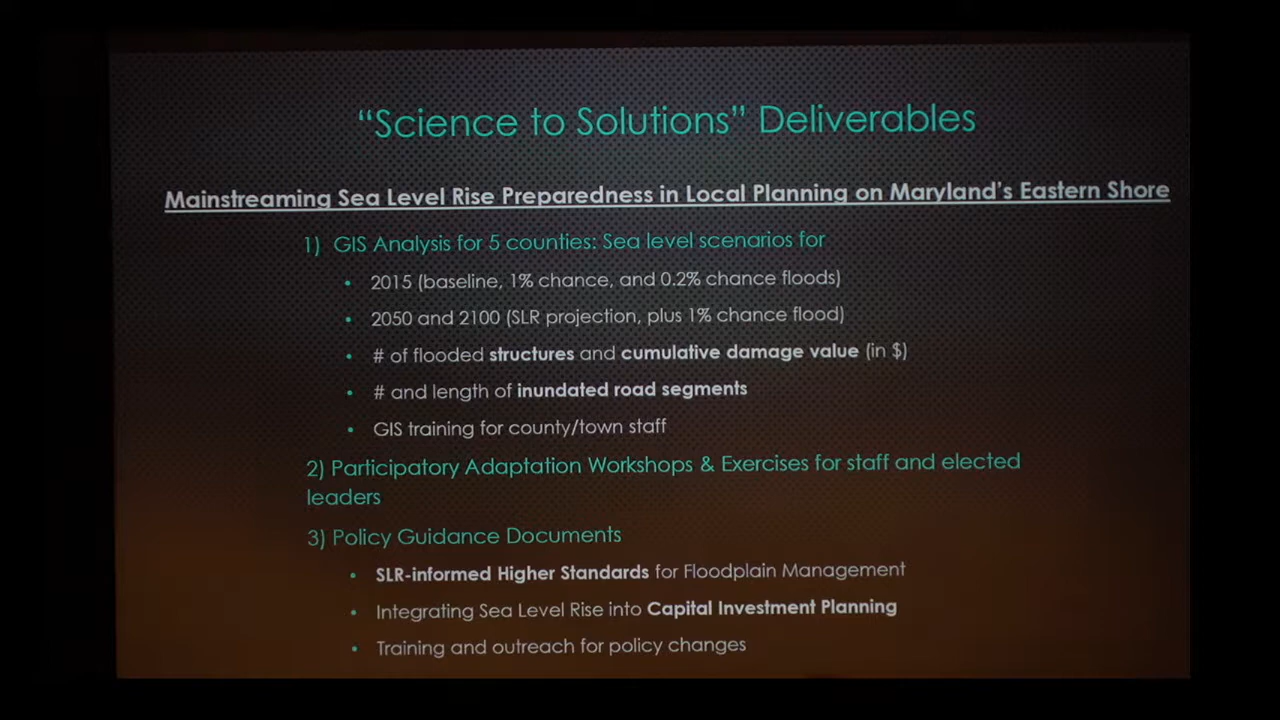 “Science to Solutions” Deliverables
Mainstreaming Sea Level Rise Preparedness in Local Planning on Maryland’s Eastern Shore
1) GIS Analysis for 5 counties: Sea level scenarios for
• 2015 (baseline, 1% chance, and 0.2% chance floods)
• 2050 and 2100 (SLR projection, plus 1% chance flood)
• # of flooded structures and cumulative damage value (in $)
• # and length of inundated road segments
• GIS training for county/town staff
2) Participatory Adaptation Workshops & Exercises for staff and elected
leaders
3) Policy Guidance Documents
• SLR-informed Higher Standards for Floodplain Management
• Integrating Sea Level Rise into Capital Investment Planning
• Training and outreach for policy changes